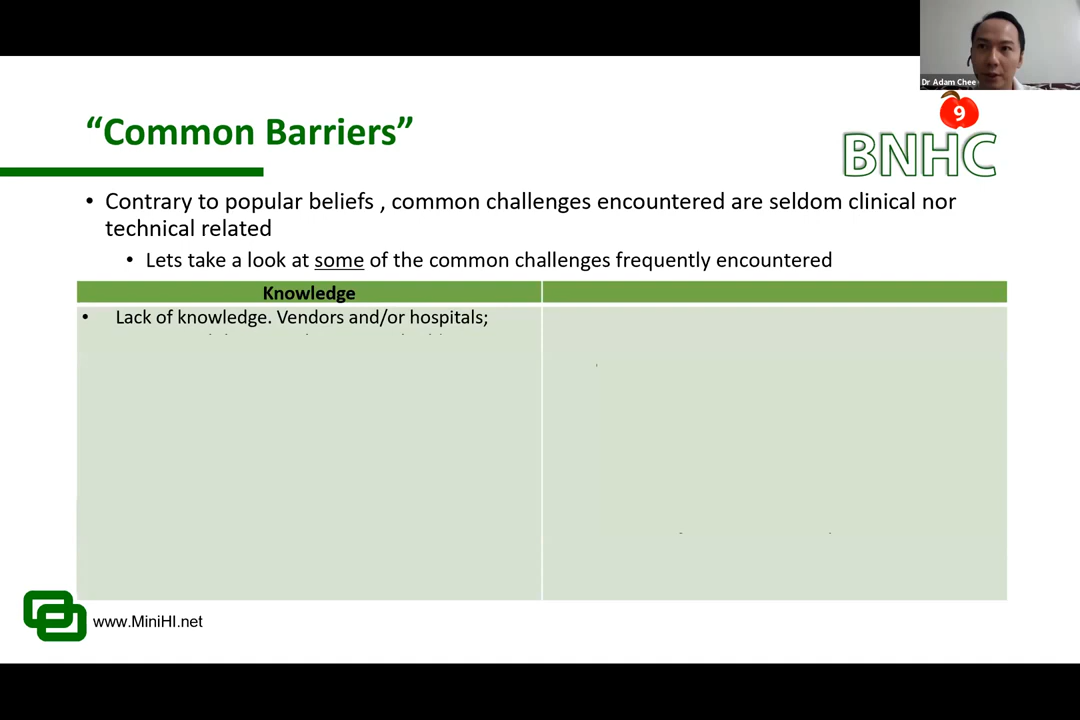 Dr Adam Chee
9
BNHC
“Common Barriers”
• Contrary to popular beliefs , common challenges encountered are seldom clinical nor
technical related
• Lets take a look at some of the common challenges frequently encountered
Knowledge
• Lack of knowledge. Vendors and/or hospitals;
www.MiniHI.net